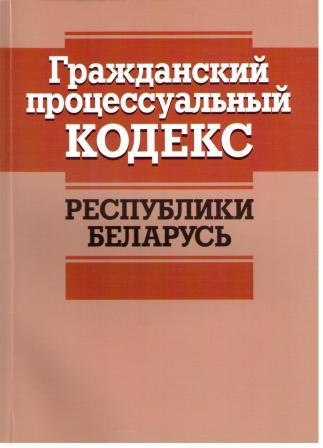 Гражданский
процессуальный
КОДЕКС
РЕСПУБЛИКИ
БЕЛАРУСЬ